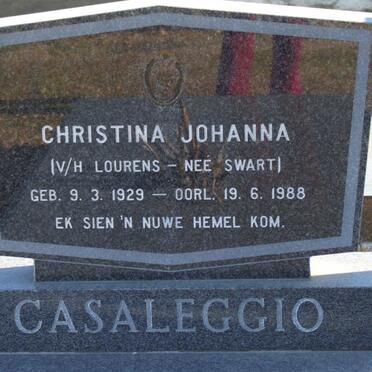 CHRISTINA JOHANNA
(V/H LOURENS – NEE SWART)
GEB. 9. 3. 1929 — OORL. 19. 6. 1988
EK SIEN 'N NUWE HEMEL KOM.
CASALEGGIO